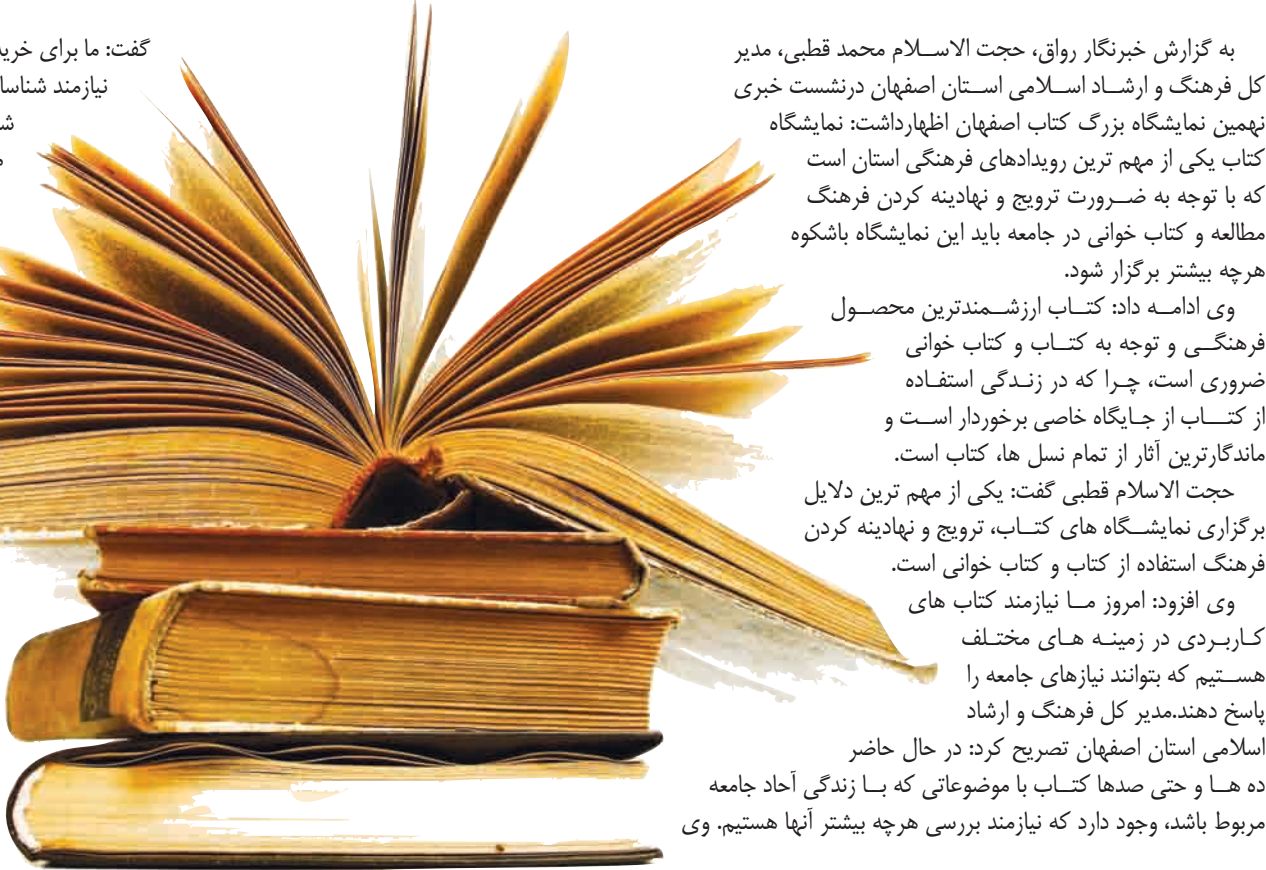 به گزارش خبرنگار رواق، حجت الاسلام محمد قطبی، مدیر
کل فرهنگ و ارشاد اسلامی استان اصفهان درنشست خبری
نهمین نمایشگاه بزرگ کتاب اصفهان اظهارداشت: نمایشگاه
کتاب یکی از مهم ترین رویدادهای فرهنگی استان است
که با توجه به ضرورت ترویج و نهادینه کردن فرهنگ
مطالعه و کتاب خوانی در جامعه باید این نمایشگاه باشکوه
هرچه بیشتر برگزار شود.
وی ادامه داد: کتاب ارزشمندترین محصول
فرهنگی و توجه به کتاب و کتاب خوانی
ضروری است، چرا که در زندگی استفاده
از کتاب از جایگاه خاصی برخوردار است و
ماندگارترین آثار از تمام نسل ها، کتاب است.
حجت الاسلام قطبی گفت: یکی از مهم ترین دلایل
برگزاری نمایشگاه های کتاب، ترویج و نهادینه کردن
فرهنگ استفاده از کتاب و کتاب خوانی است.
وی افزود: امروز ما نیازمند کتاب های
کاربردی در زمینه های مختلف
هستیم که بتوانند نیازهای جامعه را
پاسخ دهند.مدیر کل فرهنگ و ارشاد
اسلامی استان اصفهان تصریح کرد: در حال حاضر
ده ها و حتی صدها کتاب با موضوعاتی که با زندگی آحاد جامعه
مربوط باشد، وجود دارد که نیازمند بررسی هرچه بیشتر آنها هستیم. وی
گفت: ما برای خرید
نیازمند